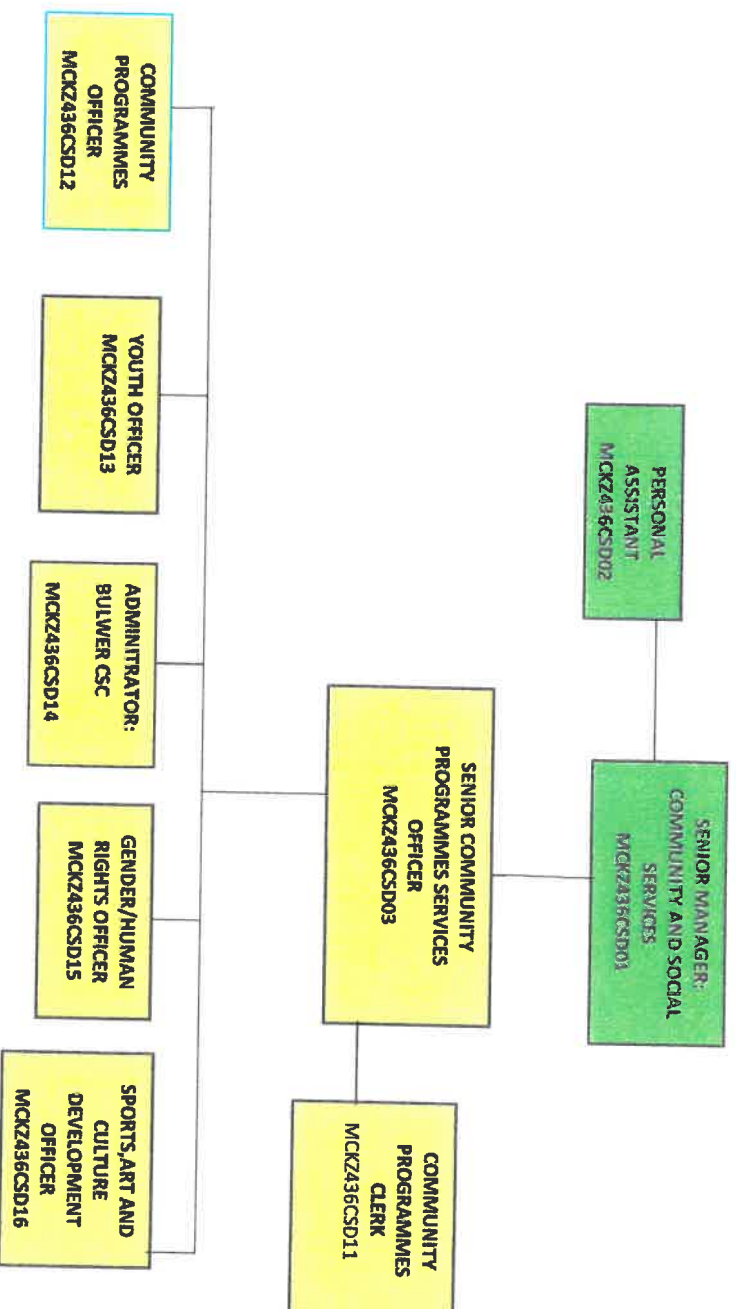 SENIOR MANAGER:
COMMUNITY AND SOCIAL
SERVICES
MCKZ436CSD01
PERSONAL
ASSISTANT
MCKZ436CSD02
SENIOR COMMUNITY
PROGRAMMES SERVICES
OFFICER
MCKZ436CSD03
COMMUNITY
PROGRAMMES
CLERK
MCKZ436CSD11
COMMUNITY
PROGRAMMES
OFFICER
MCKZ436CSD12
YOUTH OFFICER
MCKZ436CSD13
ADMINITRATOR:
BULWER CSC
MCKZ436CSD14
GENDER/HUMAN
RIGHTS OFFICER
MCKZ436CSD15
SPORTS,ART AND
CULTURE
DEVELOPMENT
OFFICER
MCKZ436CSD16